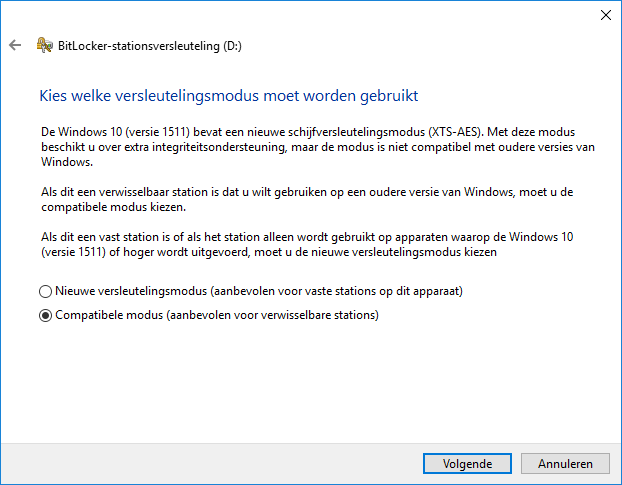 BitLocker-stationsversleuteling (D:)
Kies welke versleutelingsmodus moet worden gebruikt
De Windows 10 (versie 1511) bevat een nieuwe schijfversleutelingsmodus (XTS-AES). Met deze modus
beschikt u over extra integriteitsondersteuning, maar de modus is niet compatibel met oudere versies van
Windows.
Als dit een verwisselbaar station is dat u wilt gebruiken op een oudere versie van Windows, moet u de
compatibele modus kiezen.
Als dit een vast station is of als het station alleen wordt gebruikt op apparaten waarop de Windows 10
(versie 1511) of hoger wordt uitgevoerd, moet u de nieuwe versleutelingsmodus kiezen
Nieuwe versleutelingsmodus (aanbevolen voor vaste stations op dit apparaat)
Compatibele modus (aanbevolen voor verwisselbare stations)
Volgende
Annuleren